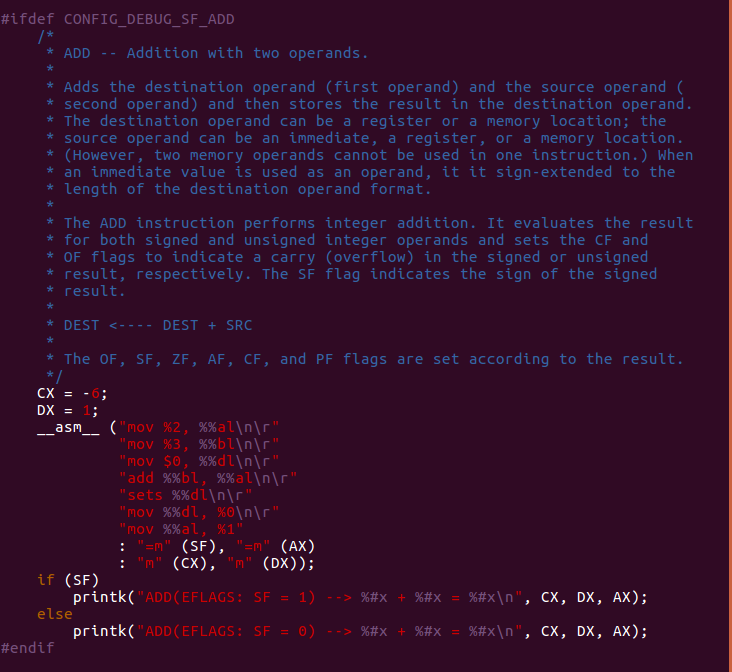 #ifdef CONFIG_DEBUG_SF_ADD
    /*
     * ADD -- Addition with two operands.
     *
     * Adds the destination operand (first operand) and the source operand (
     * second operand) and then stores the result in the destination operand.
     * The destination operand can be a register or a memory location; the
     * source operand can be an immediate, a register, or a memory location.
     * (However, two memory operands cannot be used in one instruction.) When
     * an immediate value is used as an operand, it it sign-extended to the
     * length of the destination operand format.
     *
     * The ADD instruction performs integer addition. It evaluates the result
     * for both signed and unsigned integer operands and sets the CF and
     * OF flags to indicate a carry (overflow) in the signed or unsigned
     * result, respectively. The SF flag indicates the sign of the signed
     * result.
     *
     * DEST <---- DEST + SRC
     *
     * The OF, SF, ZF, AF, CF, and PF flags are set according to the result.
     */
    CX = -6;
    DX = 1;
    __asm__ ("mov %2, %%al\n\r"
             "mov %3, %%bl\n\r"
             "mov $0, %%dl\n\r"
             "add %%bl, %%al\n\r"
             "sets %%dl\n\r"
             "mov %%dl, %0\n\r"
             "mov %%al, %1"
             : "=m" (SF), "=m" (AX)
             : "m" (CX), "m" (DX));
    if (SF)
        printk("ADD(EFLAGS: SF = 1) --> %#x + %#x = %#x\n", CX, DX, AX);
    else
        printk("ADD(EFLAGS: SF = 0) --> %#x + %#x = %#x\n", CX, DX, AX);
#endif